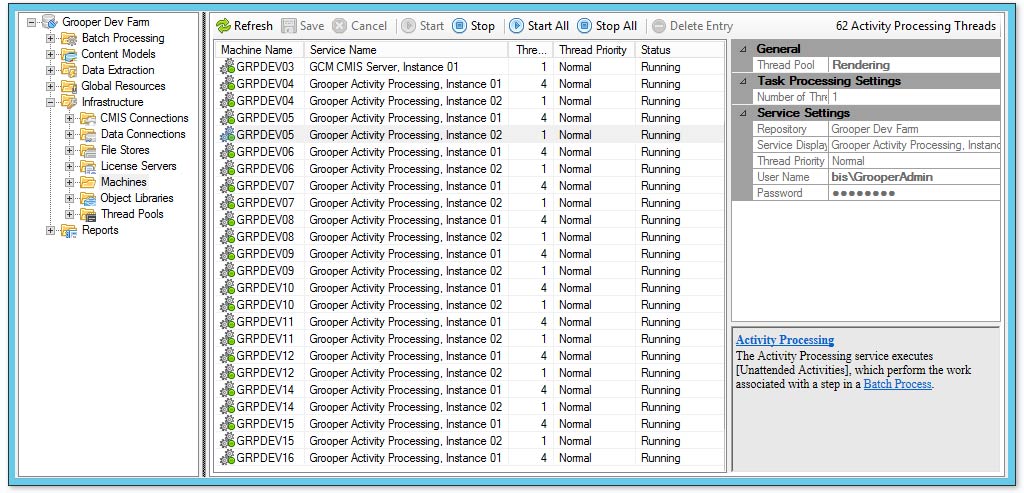 Grooper Dev Farm
Batch Processing
Content Models
Data Extraction
Global Resources
Infrastructure
CMIS Connections
Data Connections
File Stores
License Servers
Machines
Object Libraries
Thread Pools
Reports
Refresh Save Cancel Start Stop Start All Stop All Delete Entry 62 Activity Processing Threads
Machine Name Service Name Thre... Thread Priority Status
GRPDEV03 GCM CMIS Server, Instance 01 1 Normal Running
GRPDEV04 Grooper Activity Processing, Instance 01 4 Normal Running
GRPDEV04 Grooper Activity Processing, Instance 02 1 Normal Running
GRPDEV05 Grooper Activity Processing, Instance 01 4 Normal Running
GRPDEV05 Grooper Activity Processing, Instance 02 1 Normal Running
GRPDEV06 Grooper Activity Processing, Instance 01 4 Normal Running
GRPDEV06 Grooper Activity Processing, Instance 02 1 Normal Running
GRPDEV07 Grooper Activity Processing, Instance 01 4 Normal Running
GRPDEV07 Grooper Activity Processing, Instance 02 1 Normal Running
GRPDEV08 Grooper Activity Processing, Instance 01 4 Normal Running
GRPDEV08 Grooper Activity Processing, Instance 02 1 Normal Running
GRPDEV09 Grooper Activity Processing, Instance 01 4 Normal Running
GRPDEV09 Grooper Activity Processing, Instance 02 1 Normal Running
GRPDEV10 Grooper Activity Processing, Instance 01 4 Normal Running
GRPDEV10 Grooper Activity Processing, Instance 02 1 Normal Running
GRPDEV11 Grooper Activity Processing, Instance 01 4 Normal Running
GRPDEV11 Grooper Activity Processing, Instance 02 1 Normal Running
GRPDEV12 Grooper Activity Processing, Instance 01 4 Normal Running
GRPDEV12 Grooper Activity Processing, Instance 02 1 Normal Running
GRPDEV14 Grooper Activity Processing, Instance 01 4 Normal Running
GRPDEV14 Grooper Activity Processing, Instance 02 1 Normal Running
GRPDEV15 Grooper Activity Processing, Instance 01 4 Normal Running
GRPDEV15 Grooper Activity Processing, Instance 02 1 Normal Running
GRPDEV16 Grooper Activity Processing, Instance 01 4 Normal Running
General
Thread Pool Rendering
Task Processing Settings
Number of Thre 1
Service Settings
Repository Grooper Dev Farm
Service Display Grooper Activity Processing, Instanc
Thread Priority Normal
User Name bis\GrooperAdmin
Password ●●●●●●●●
Activity Processing
The Activity Processing service executes
[Unattended Activities], which perform the work
associated with a step in a Batch Process.